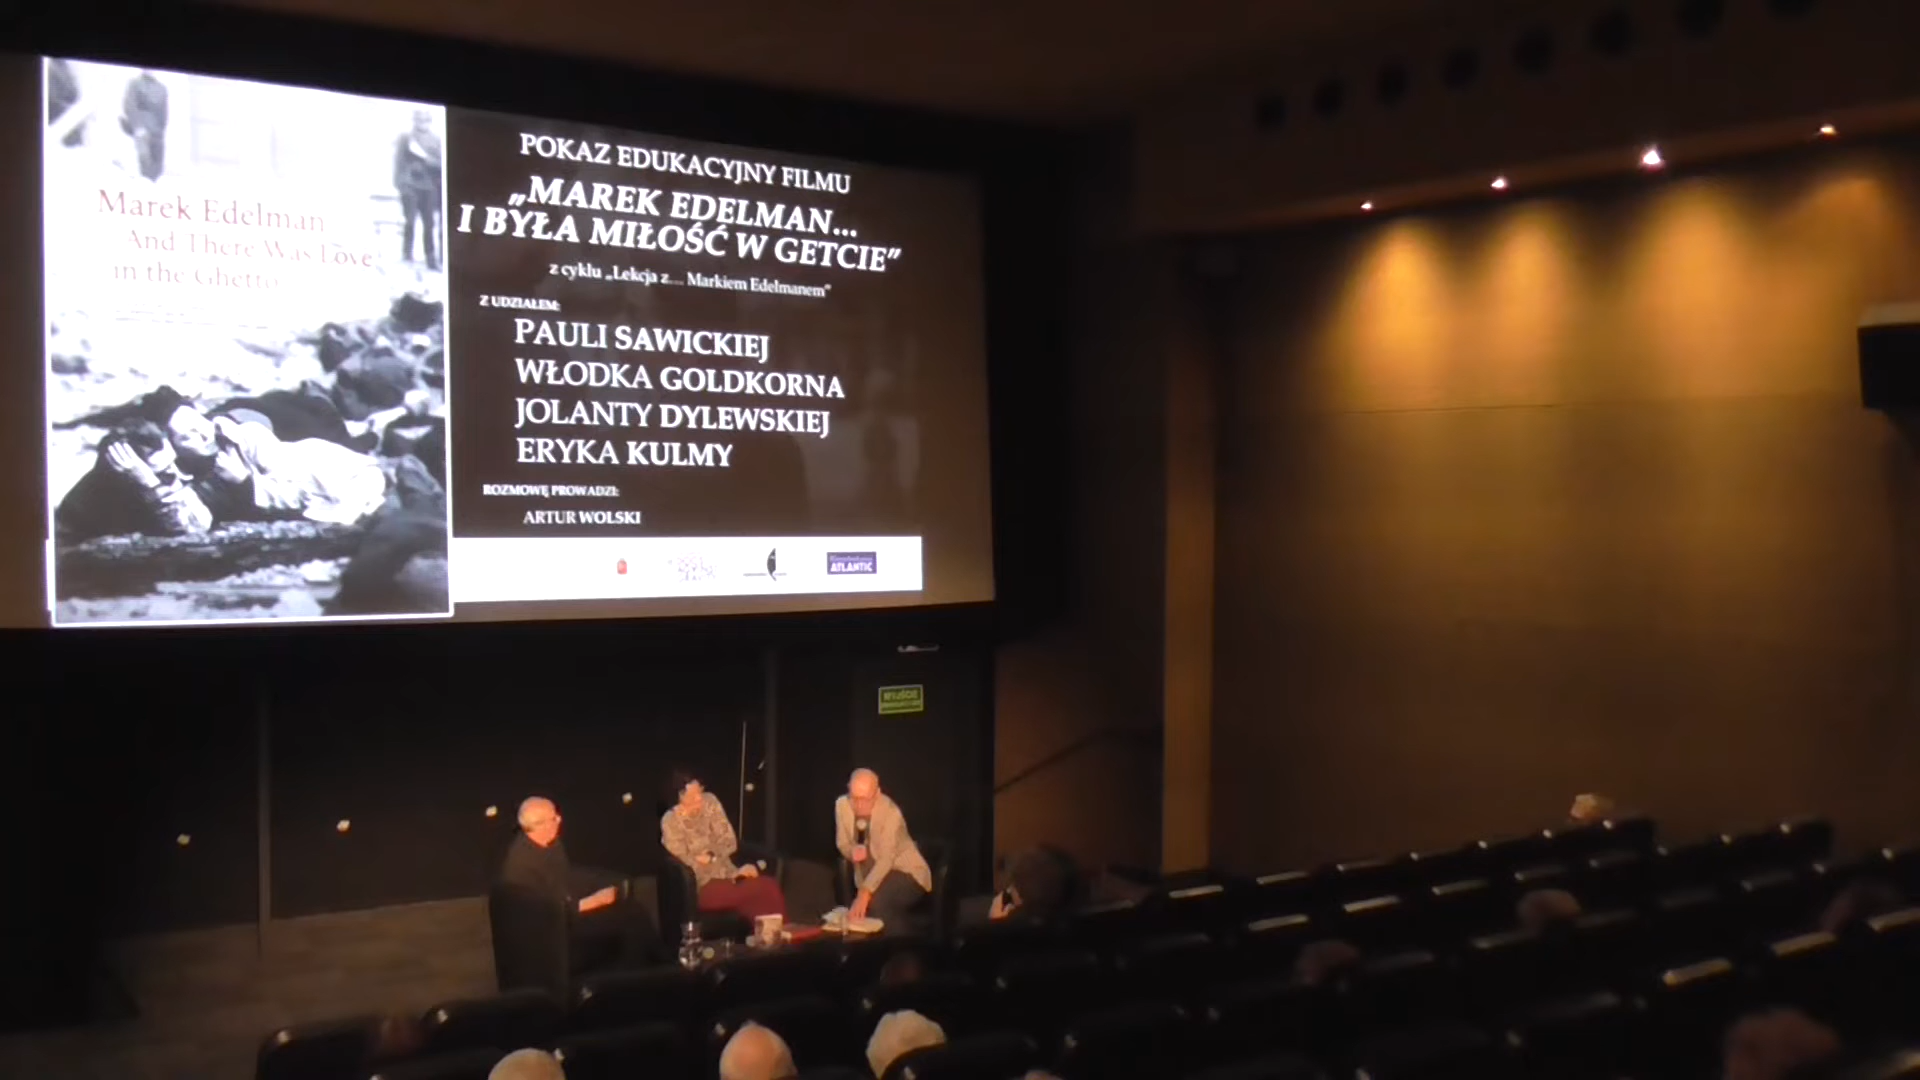 Marek Edelman
And There Was Love
in the Ghetto
POKAZ EDUKACYJNY FILMU
„MAREK EDELMAN...
I BYŁA MIŁOŚĆ W GETCIE”
z cyklu „Lekcja z.... Markiem Edelmanem”
Z UDZIAŁEM:
PAULI SAWICKIEJ
WŁODKA GOLDKORNA
JOLANTY DYLEWSKIEJ
ERYKA KULMY
ROZMOWĘ PROWADZI:
ARTUR WOLSKI
ATLANTIC
WYJŚCIE